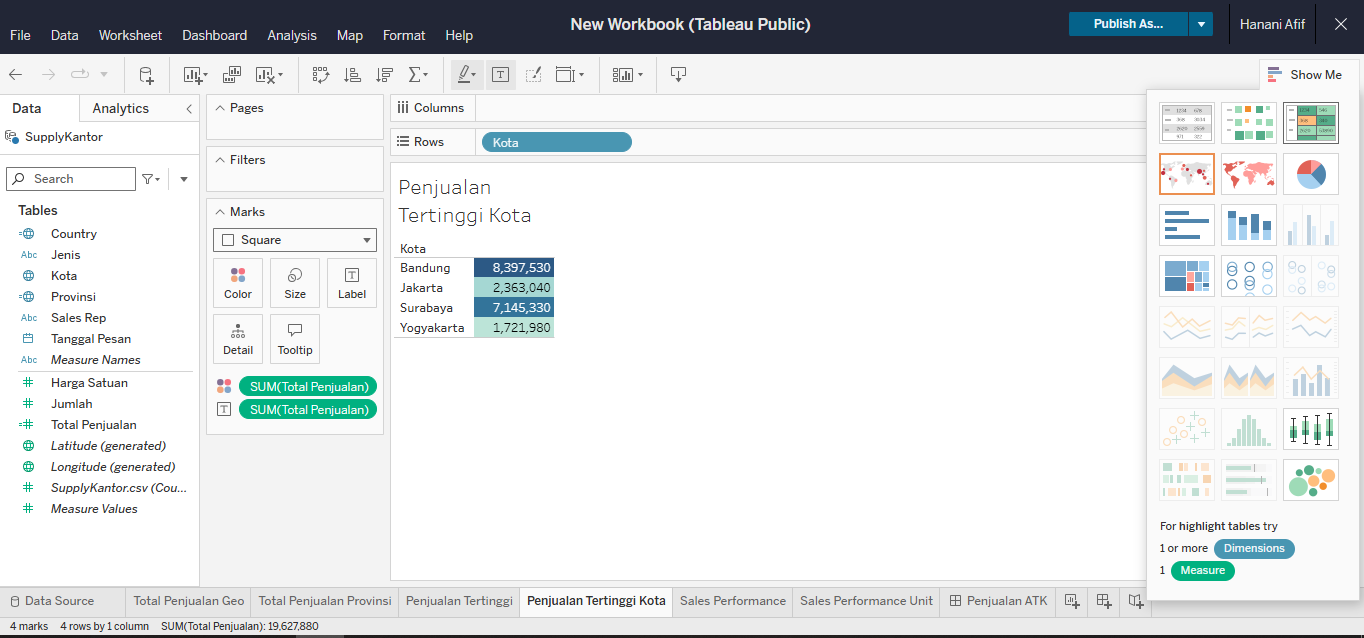 New Workbook (Tableau Public)
Publish As...
Hanani Afif
File Data Worksheet Dashboard Analysis Map Format Help
Show Me
Data Analytics
SupplyKantor
Search
Tables
Country
Abc Jenis
Kota
Provinsi
Abc Sales Rep
Tanggal Pesan
Abc Measure Names
Harga Satuan
Jumlah
Total Penjualan
Latitude (generated)
Longitude (generated)
SupplyKantor.csv (Cou...
Measure Values
Pages
Filters
Marks
Square
Color Size Label
Detail Tooltip
SUM(Total Penjualan)
SUM(Total Penjualan)
Columns
Rows Kota
Penjualan
Tertinggi Kota
Kota
Bandung 8,397,530
Jakarta 2,363,040
Surabaya 7,145,330
Yogyakarta 1,721,980
For highlight tables try
1 or more Dimensions
1 Measure
Data Source Total Penjualan Geo Total Penjualan Provinsi Penjualan Tertinggi Penjualan Tertinggi Kota Sales Performance Sales Performance Unit Penjualan ATK
4 marks 4 rows by 1 column SUM(Total Penjualan): 19,627,880